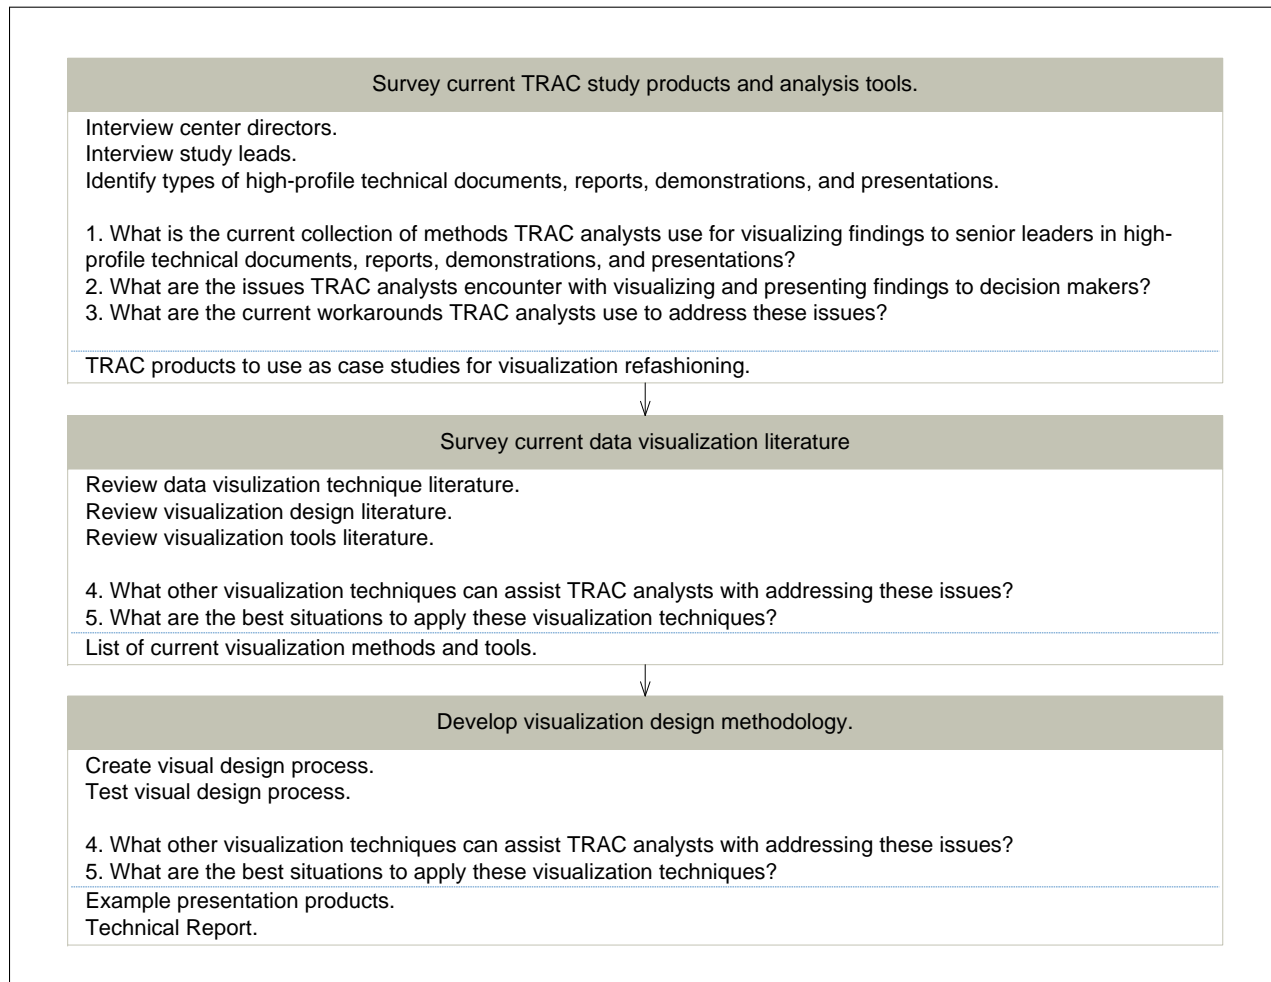 Survey current TRAC study products and analysis tools.
Interview center directors.
Interview study leads.
Identify types of high-profile technical documents, reports, demonstrations, and presentations.
1. What is the current collection of methods TRAC analysts use for visualizing findings to senior leaders in high-
profile technical documents, reports, demonstrations, and presentations?
2. What are the issues TRAC analysts encounter with visualizing and presenting findings to decision makers?
3. What are the current workarounds TRAC analysts use to address these issues?
TRAC products to use as case studies for visualization refashioning.
Survey current data visualization literature
Review data visulization technique literature.
Review visualization design literature.
Review visualization tools literature.
4. What other visualization techniques can assist TRAC analysts with addressing these issues?
5. What are the best situations to apply these visualization techniques?
List of current visualization methods and tools.
Develop visualization design methodology.
Create visual design process.
Test visual design process.
4. What other visualization techniques can assist TRAC analysts with addressing these issues?
5. What are the best situations to apply these visualization techniques?
Example presentation products.
Technical Report.